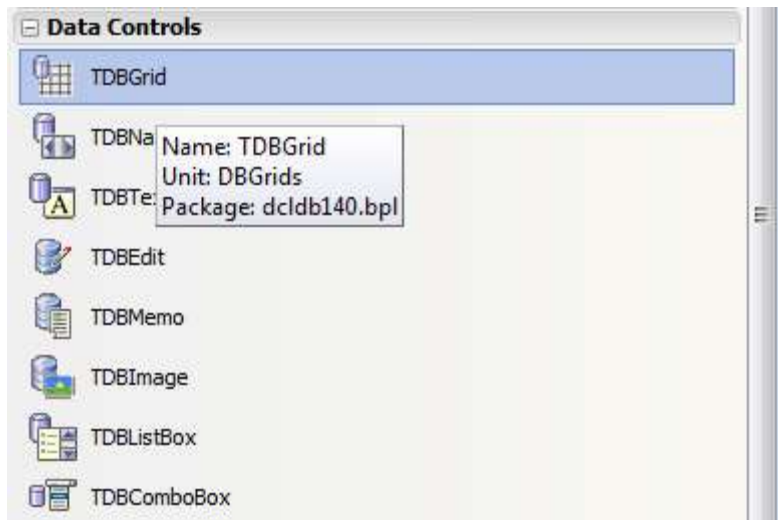 Data Controls
TDBGrid
TDBNa
Name: TDBGrid
Unit: DBGrids
Package: dcldb140.bpl
TDBTe
TDBEdit
TDBMemo
TDBImage
TDBListBox
TDBComboBox